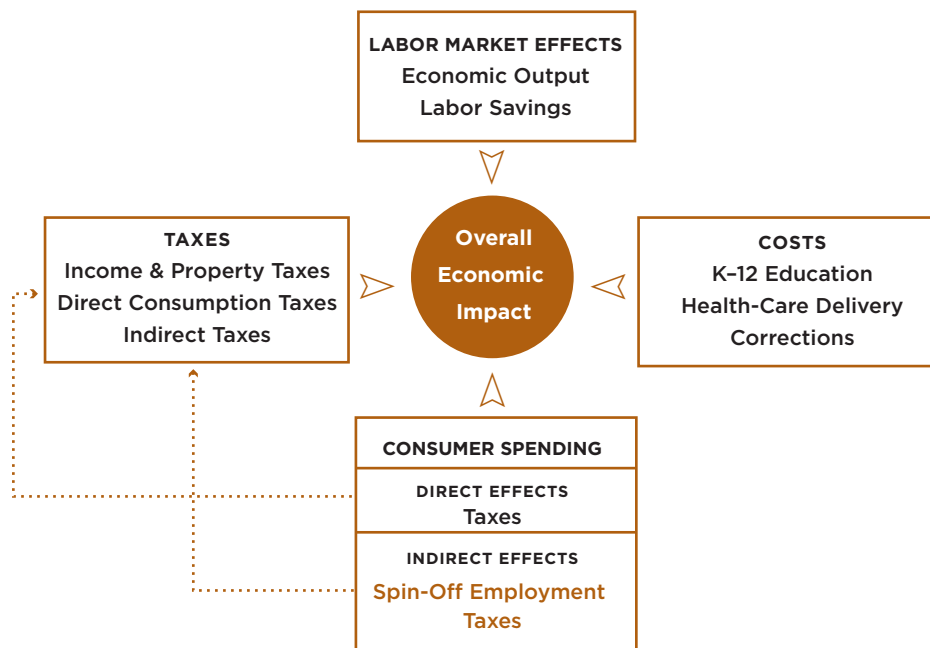 LABOR MARKET EFFECTS
Economic Output
Labor Savings
TAXES
Income & Property Taxes
Direct Consumption Taxes
Indirect Taxes
Overall
Economic
Impact
COSTS
K–12 Education
Health-Care Delivery
Corrections
CONSUMER SPENDING
DIRECT EFFECTS
Taxes
INDIRECT EFFECTS
Spin-Off Employment
Taxes